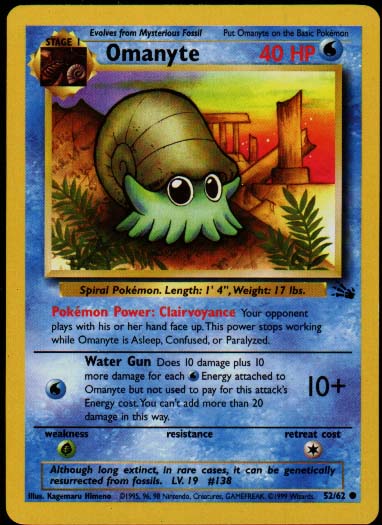 Evolves from Mysterious Fossil Put Omanyte on the Basic Pokémon
STAGE 1
Omanyte 40 HP
Spiral Pokémon. Length: 1' 4", Weight: 17 lbs.
Pokémon Power: Clairvoyance Your opponent
plays with his or her hand face up. This power stops working
while Omanyte is Asleep, Confused, or Paralyzed.
Water Gun Does 10 damage plus 10
more damage for each Energy attached to
Omanyte but not used to pay for this attack's
Energy cost. You can't add more than 20
damage in this way.
10+
weakness resistance retreat cost
Although long extinct, in rare cases, it can be genetically
resurrected from fossils. LV. 19 #138
Illus. Kagemaru Himeno ©1995, 96, 98 Nintendo, Creatures, GAMEFREAK. ©1999 Wizards. 52/62